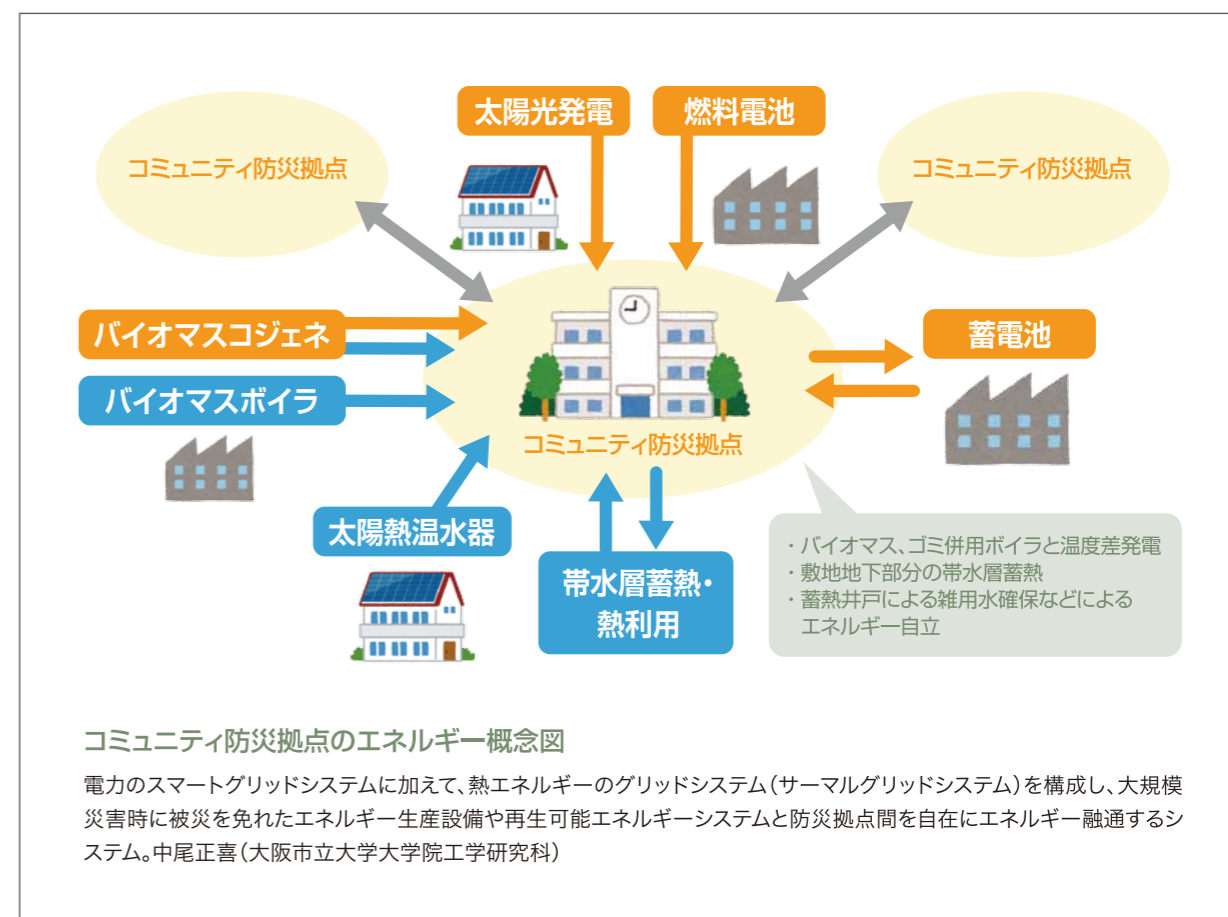 太陽光発電
燃料電池
コミュニティ防災拠点
コミュニティ防災拠点
バイオマスコジェネ
蓄電池
バイオマスボイラ
コミュニティ防災拠点
太陽熱温水器
帯水層蓄熱・
熱利用
・バイオマス、ゴミ併用ボイラと温度差発電
・敷地地下部分の帯水層蓄熱
・蓄熱井戸による雑用水確保などによる
エネルギー自立
コミュニティ防災拠点のエネルギー概念図
電力のスマートグリッドシステムに加えて、熱エネルギーのグリッドシステム（サーマルグリッドシステム）を構成し、大規模
災害時に被災を免れたエネルギー生産設備や再生可能エネルギーシステムと防災拠点間を自在にエネルギー融通するシ
ステム。中尾正喜（大阪市立大学大学院工学研究科）